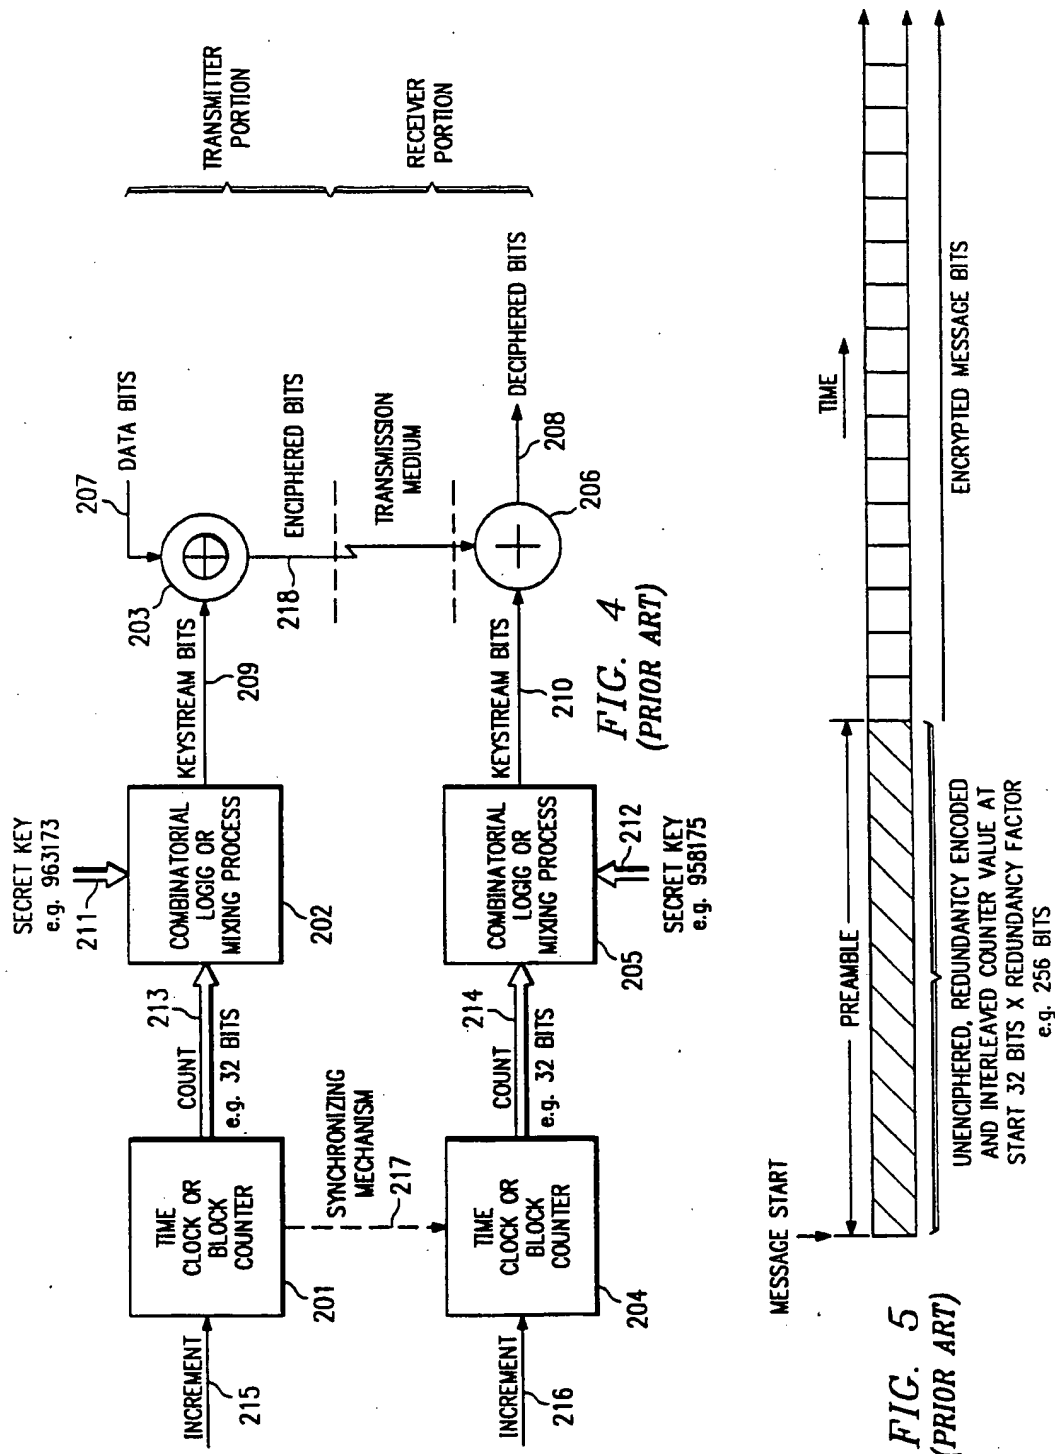 TRANSMITTER
PORTION
RECEIVER
PORTION
SECRET KEY
e.g. 963173
211
207
DATA BITS
INCREMENT
215
TIME
CLOCK OR
BLOCK
COUNTER
201
COUNT
213
e.g. 32 BITS
COMBINATORIAL
LOGIG OR
MIXING PROCESS
202
KEYSTREAM BITS
209
203
ENCIPHERED BITS
218
SYNCHRONIZING
MECHANISM
217
TRANSMISSION
MEDIUM
INCREMENT
216
TIME
CLOCK OR
BLOCK
COUNTER
204
COUNT
214
e.g. 32 BITS
COMBINATORIAL
LOGIC OR
MIXING PROCESS
205
212
SECRET KEY
e.g. 958175
KEYSTREAM BITS
210
206
DECIPHERED BITS
208
FIG. 4
(PRIOR ART)
MESSAGE START
PREAMBLE
TIME
UNENCIPHERED, REDUNDANTCY ENCODED
AND INTERLEAVED COUNTER VALUE AT
START 32 BITS X REDUNDANCY FACTOR
e.g. 256 BITS
ENCRYPTED MESSAGE BITS
FIG. 5
(PRIOR ART)